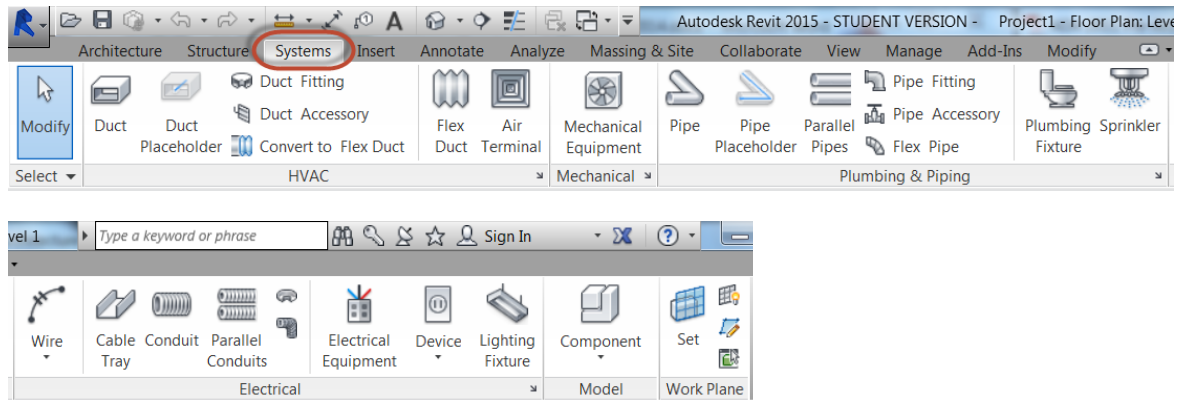 Autodesk Revit 2015 - STUDENT VERSION - Project1 - Floor Plan: Leve
Architecture Structure Systems Insert Annotate Analyze Massing & Site Collaborate View Manage Add-Ins Modify
Modify
Duct
Duct Placeholder
Duct Fitting
Duct Accessory
Convert to Flex Duct
Flex Duct
Air Terminal
Mechanical Equipment
Pipe
Pipe Placeholder
Parallel Pipes
Pipe Fitting
Pipe Accessory
Flex Pipe
Plumbing Fixture
Sprinkler
Select HVAC Mechanical Plumbing & Piping
vel 1 Type a keyword or phrase Sign In
Wire
Cable Tray
Conduit
Parallel Conduits
Electrical Equipment
Device
Lighting Fixture
Component
Set
Electrical Model Work Plane